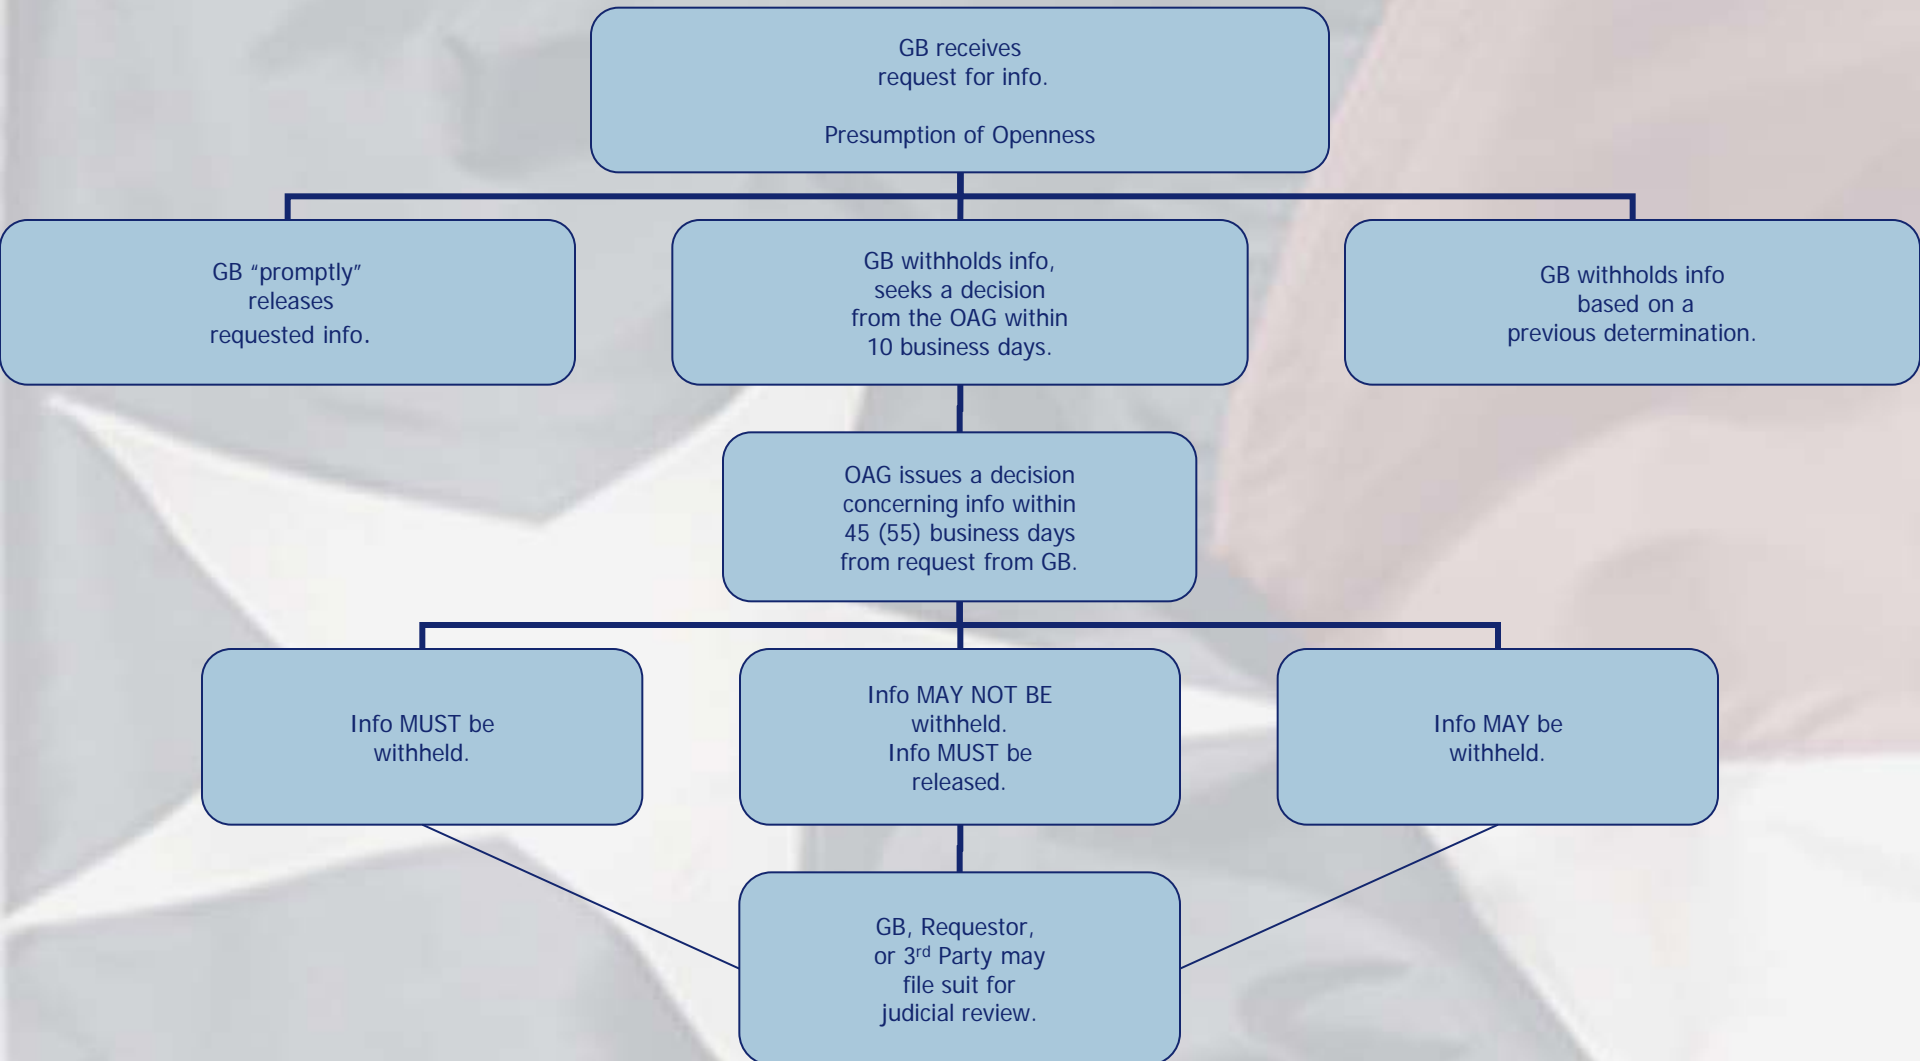 GB receives
request for info.
Presumption of Openness
GB “promptly”
releases
requested info.
GB withholds info,
seeks a decision
from the OAG within
10 business days.
GB withholds info
based on a
previous determination.
OAG issues a decision
concerning info within
45 (55) business days
from request from GB.
Info MUST be
withheld.
Info MAY NOT BE
withheld.
Info MUST be
released.
Info MAY be
withheld.
GB, Requestor,
or 3rd Party may
file suit for
judicial review.